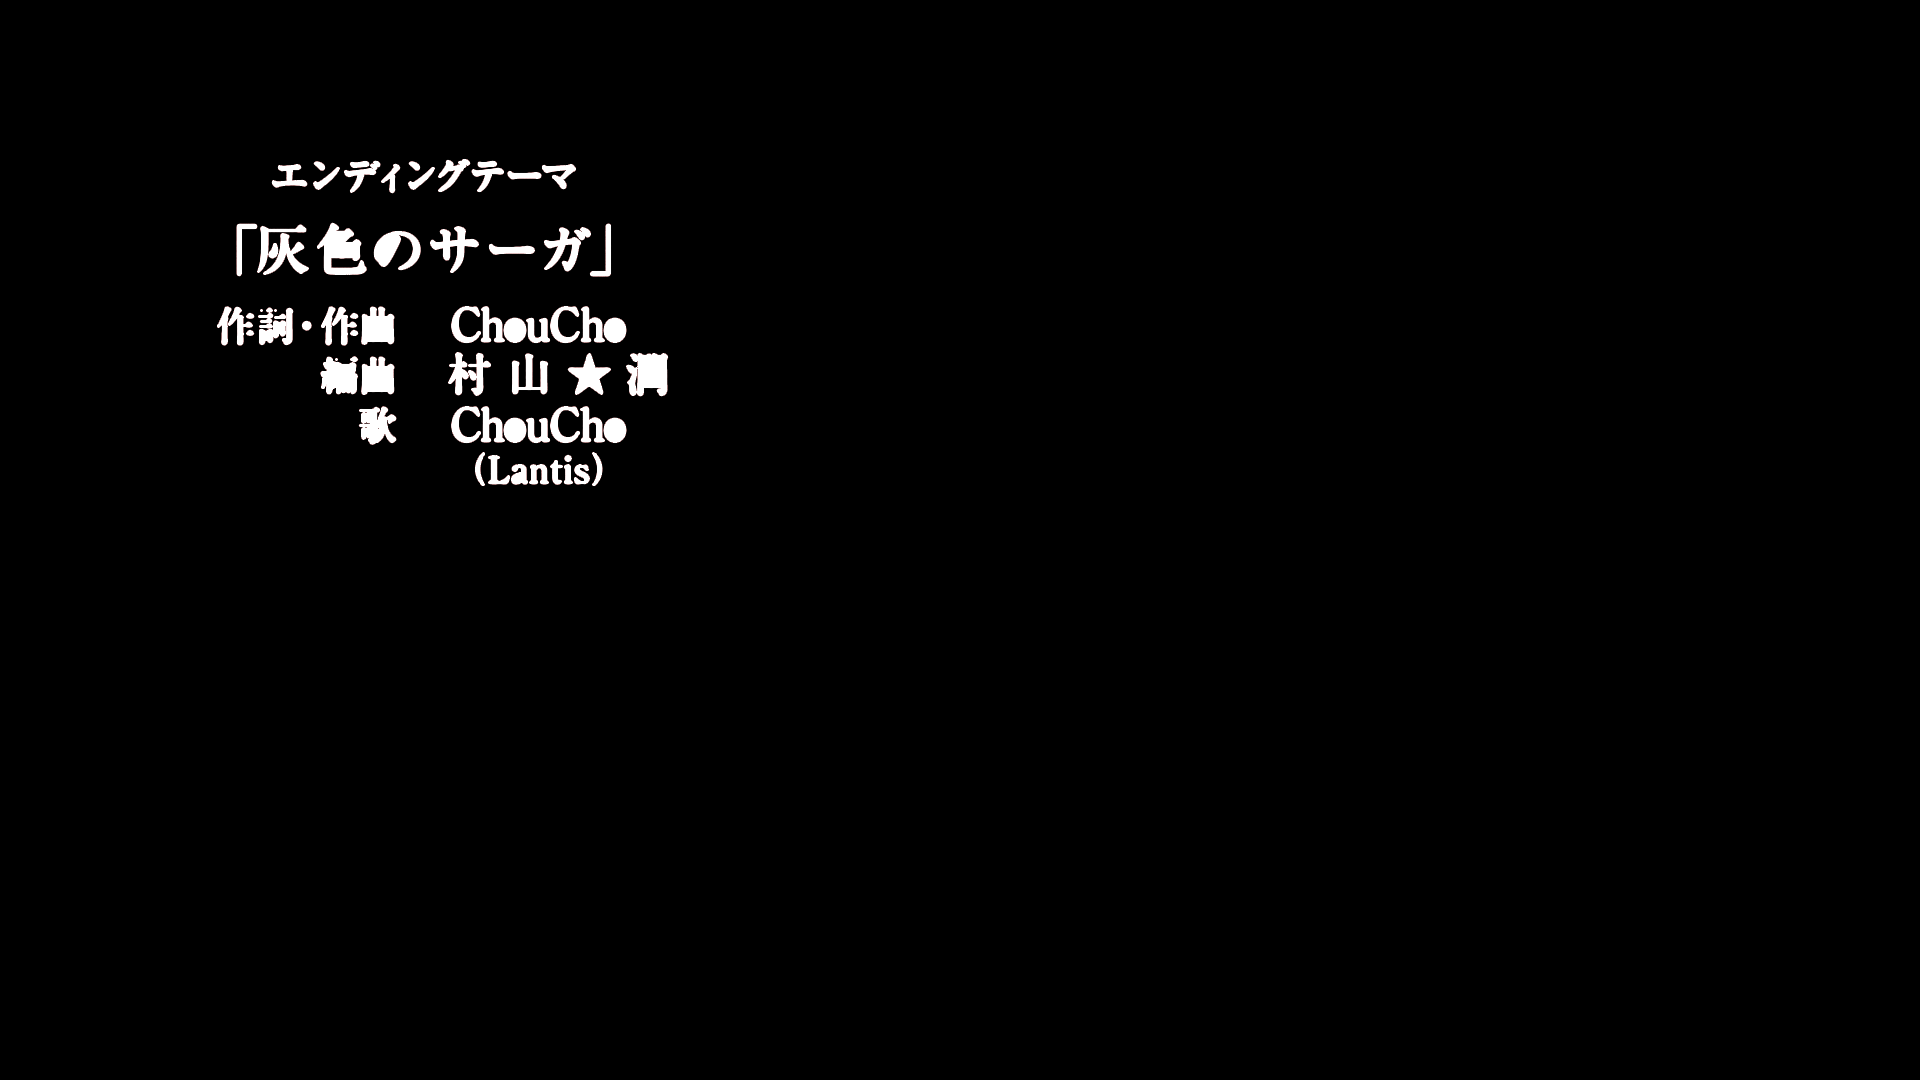 エンディングテーマ
「灰色のサーガ」
作詞・作曲 ChouCho
編曲 村山★潤
歌 ChouCho
(Lantis)